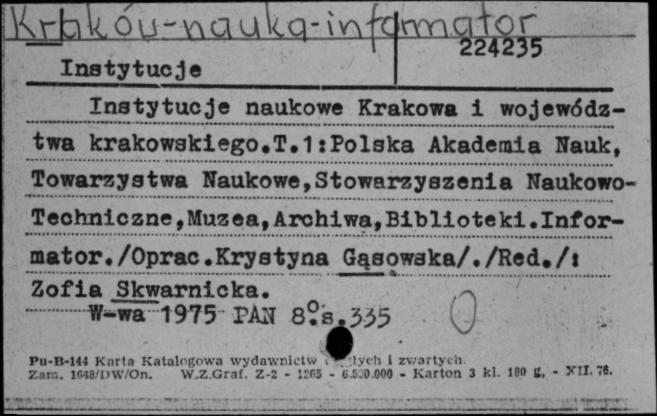 Kraków-nauka-informator
224235
Instytucje
Instytucje naukowe Krakowa i wojewódz-
twa krakowskiego.T.1:Polska Akademia Nauk,
Towarzystwa Naukowe,Stowarzyszenia Naukowo-
Techniczne,Muzea,Archiwa,Biblioteki.Infor-
mator./Oprac.Krystyna Gąsowska/./Red./:
Zofia Skwarnicka.
W-wa 1975 PAN 8° s.335
Pu-B-144 Karta Katalogowa wydawnictw i zwartych.
Zam. 1648/DW/On. W.Z.Graf. Z-2 - 1265 - 6.520.000 - Karton 3 kl. 180 g. - XII. 76.